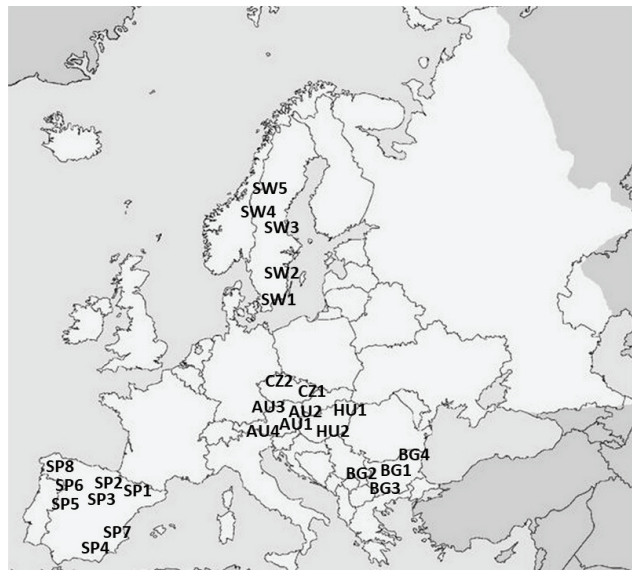 SW5
SW4
SW3
SW2
SW1
CZ2
CZ1
AU3
AU2
HU1
AU1
AU4
HU2
BG4
BG2
BG1
BG3
SP8
SP6
SP2
SP1
SP5
SP3
SP7
SP4